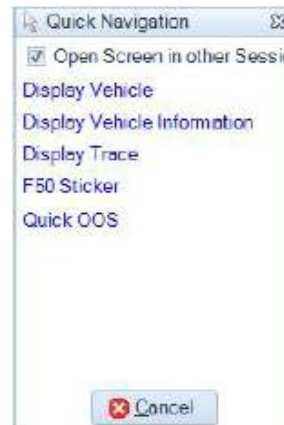 Quick Navigation
Open Screen in other Sessi
Display Vehicle
Display Vehicle Information
Display Trace
F50 Sticker
Quick OOS
Cancel